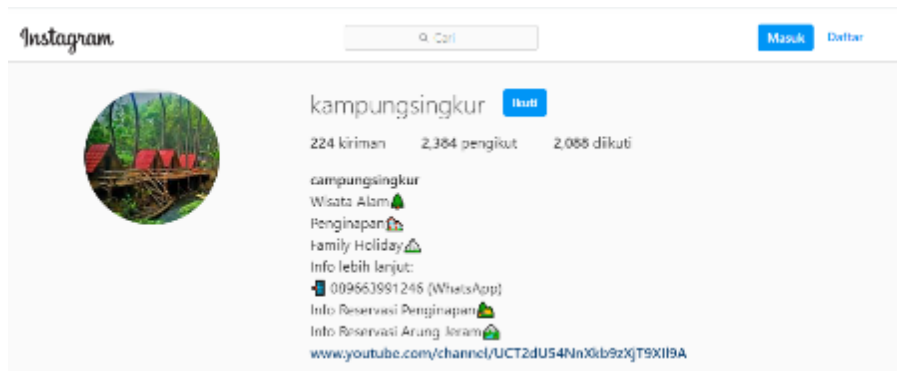 Instagram
Cari
Masuk Daftar
kampungsingkur Ikuti
224 kiriman 2,384 pengikut 2,088 diikuti
campungsingkur
Wisata Alam🌲
Penginapan🏡
Family Holiday⛺
Info lebih lanjut:
📲 089663991246 (WhatsApp)
Info Reservasi Penginapan🏕
Info Reservasi Arung Jeram🏔
www.youtube.com/channel/